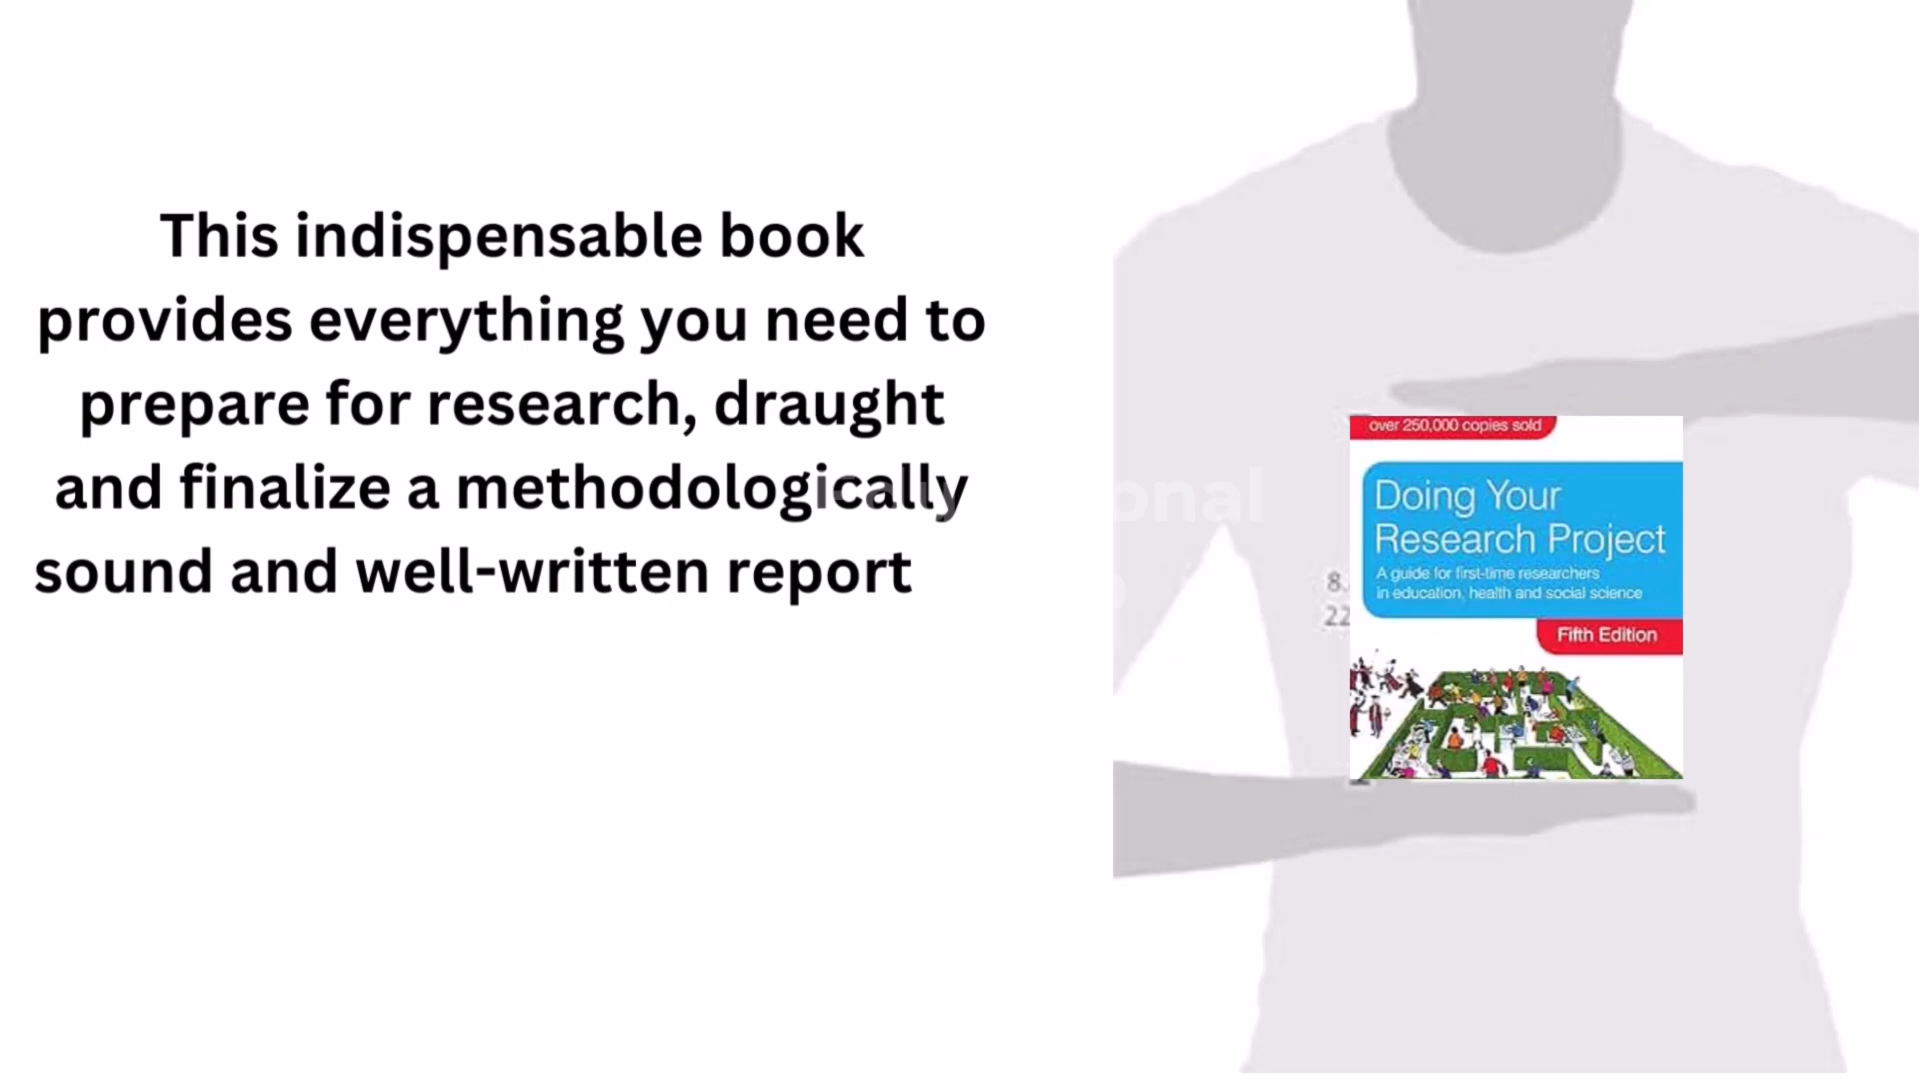 This indispensable book
provides everything you need to
prepare for research, draught
and finalize a methodologically
sound and well-written report
over 250,000 copies sold
Doing Your
Research Project
A guide for first-time researchers
in education, health and social science
Fifth Edition
8.
22